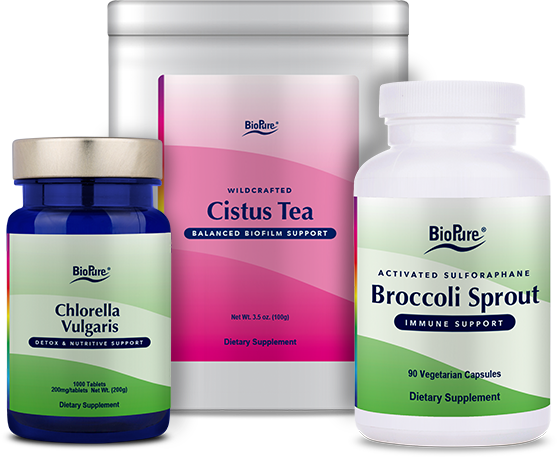 BioPure®
WILDCRAFTED
Cistus Tea
BALANCED BIOFILM SUPPORT
Net Wt. 3.5 oz. (100g)
Dietary Supplement
BioPure®
Chlorella
Vulgaris
DETOX & NUTRITIVE SUPPORT
1000 Tablets
200mg/tablets Net Wt. (200g)
Dietary Supplement
BioPure®
ACTIVATED SULFORAPHANE
Broccoli Sprout
IMMUNE SUPPORT
90 Vegetarian Capsules
Dietary Supplement